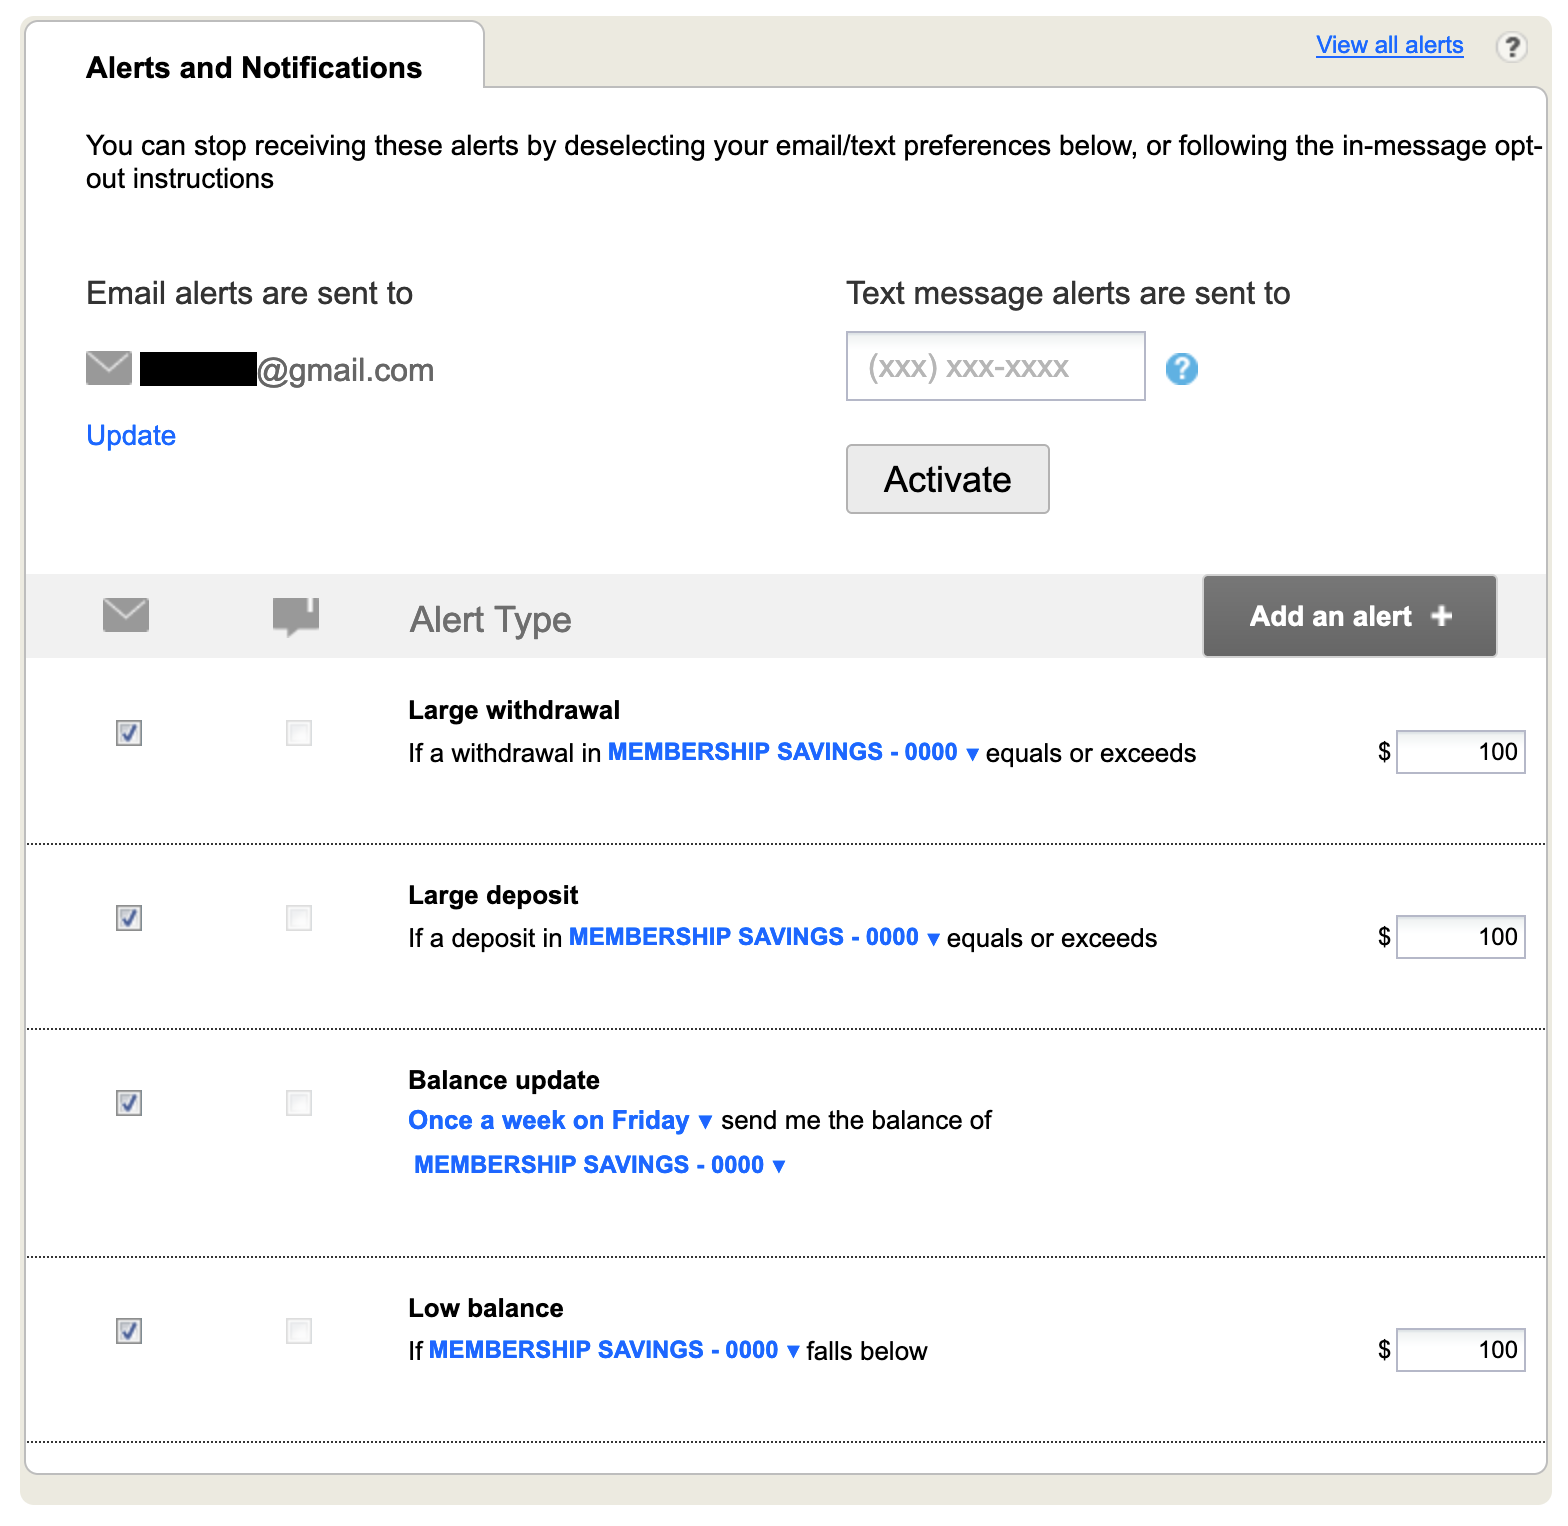 Alerts and Notifications
View all alerts
?
You can stop receiving these alerts by deselecting your email/text preferences below, or following the in-message opt-
out instructions
Email alerts are sent to
Text message alerts are sent to
@gmail.com
(xxx) xxx-xxxx
?
Update
Activate
Alert Type
Add an alert +
Large withdrawal
If a withdrawal in MEMBERSHIP SAVINGS - 0000 ▼ equals or exceeds
$ 100
Large deposit
If a deposit in MEMBERSHIP SAVINGS - 0000 ▼ equals or exceeds
$ 100
Balance update
Once a week on Friday ▼ send me the balance of
MEMBERSHIP SAVINGS - 0000 ▼
Low balance
If MEMBERSHIP SAVINGS - 0000 ▼ falls below
$ 100